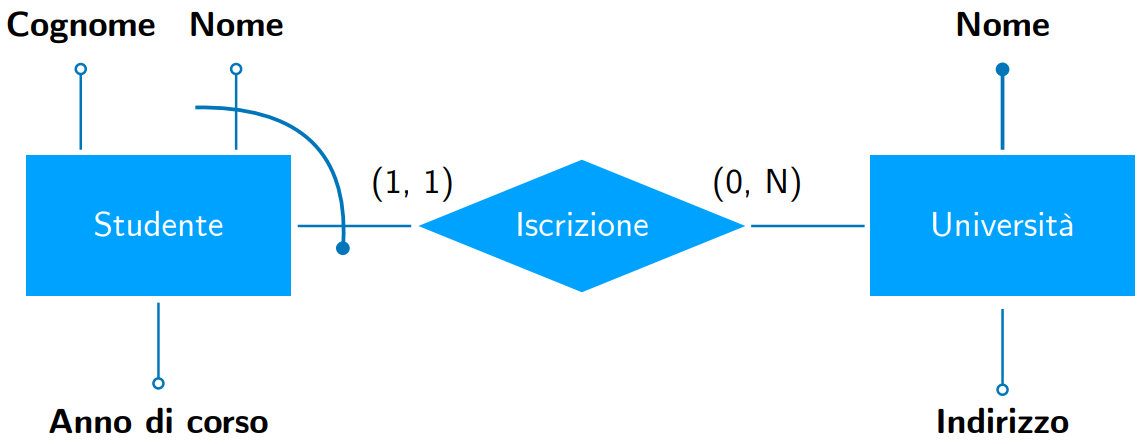 Cognome Nome Nome
(1, 1) (0, N)
Studente Iscrizione Università
Anno di corso Indirizzo